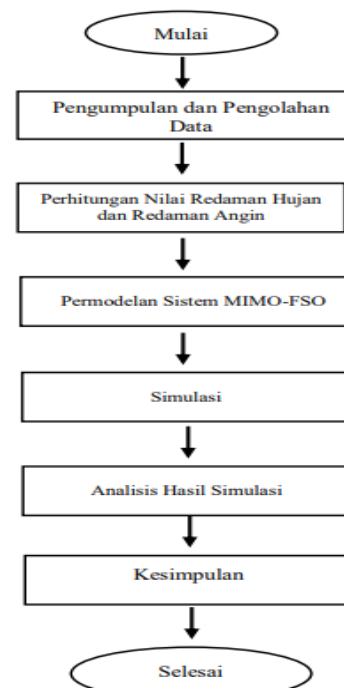 Mulai
Pengumpulan dan Pengolahan
Data
Perhitungan Nilai Redaman Hujan
dan Redaman Angin
Permodelan Sistem MIMO-FSO
Simulasi
Analisis Hasil Simulasi
Kesimpulan
Selesai